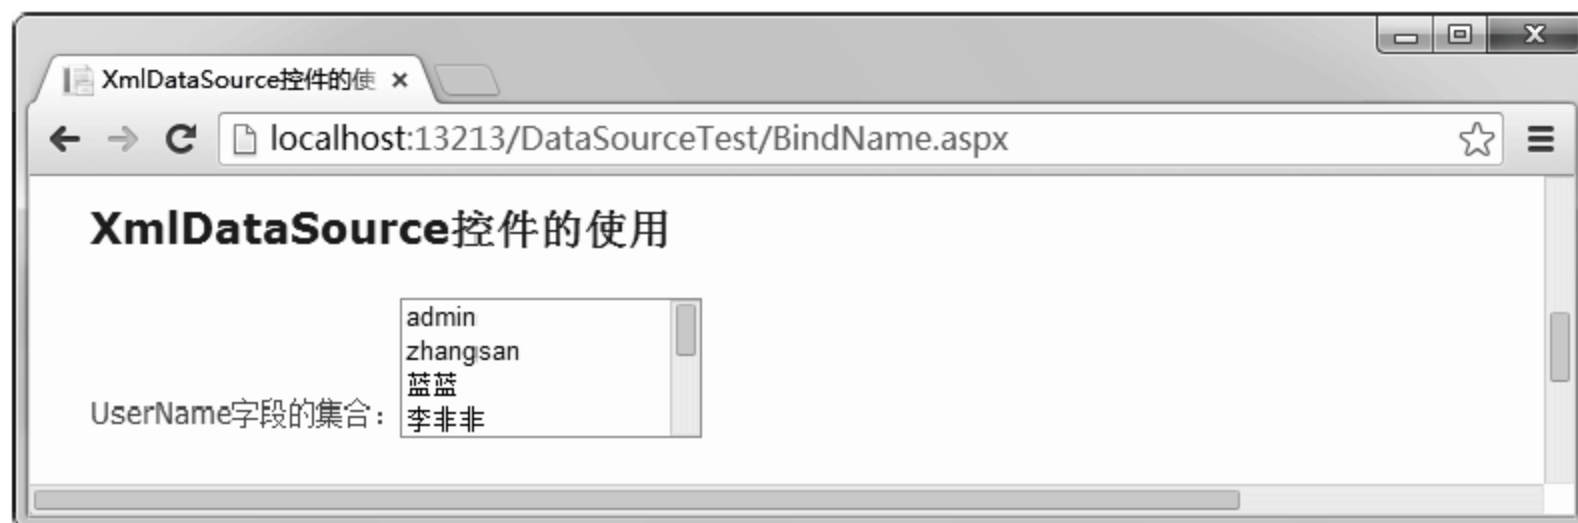 XmlDataSource控件的使
localhost:13213/DataSourceTest/BindName.aspx
XmlDataSource控件的使用
admin
zhangsan
蓝蓝
李非非
UserName字段的集合：